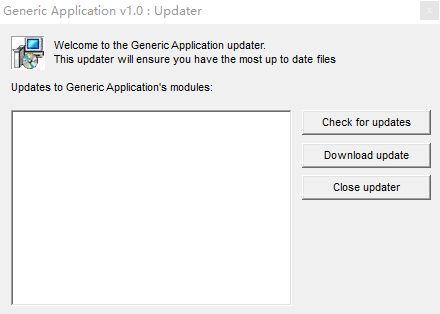 Generic Application v1.0 : Updater
Welcome to the Generic Application updater.
This updater will ensure you have the most up to date files
Updates to Generic Application's modules:
Check for updates
Download update
Close updater